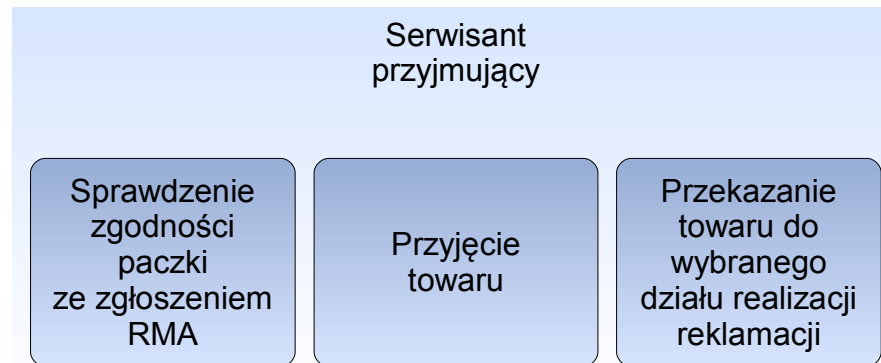 Serwisant
przyjmujący
Sprawdzenie
zgodności
paczki
ze zgłoszeniem
RMA
Przyjęcie
towaru
Przekazanie
towaru do
wybranego
działu realizacji
reklamacji